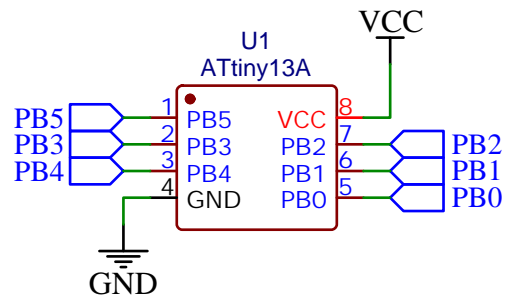 VCC
U1
ATtiny13A
PB5 1 PB5 VCC 8
PB3 2 PB3 PB2 7 PB2
PB4 3 PB4 PB1 6 PB1
4 GND PB0 5 PB0
GND